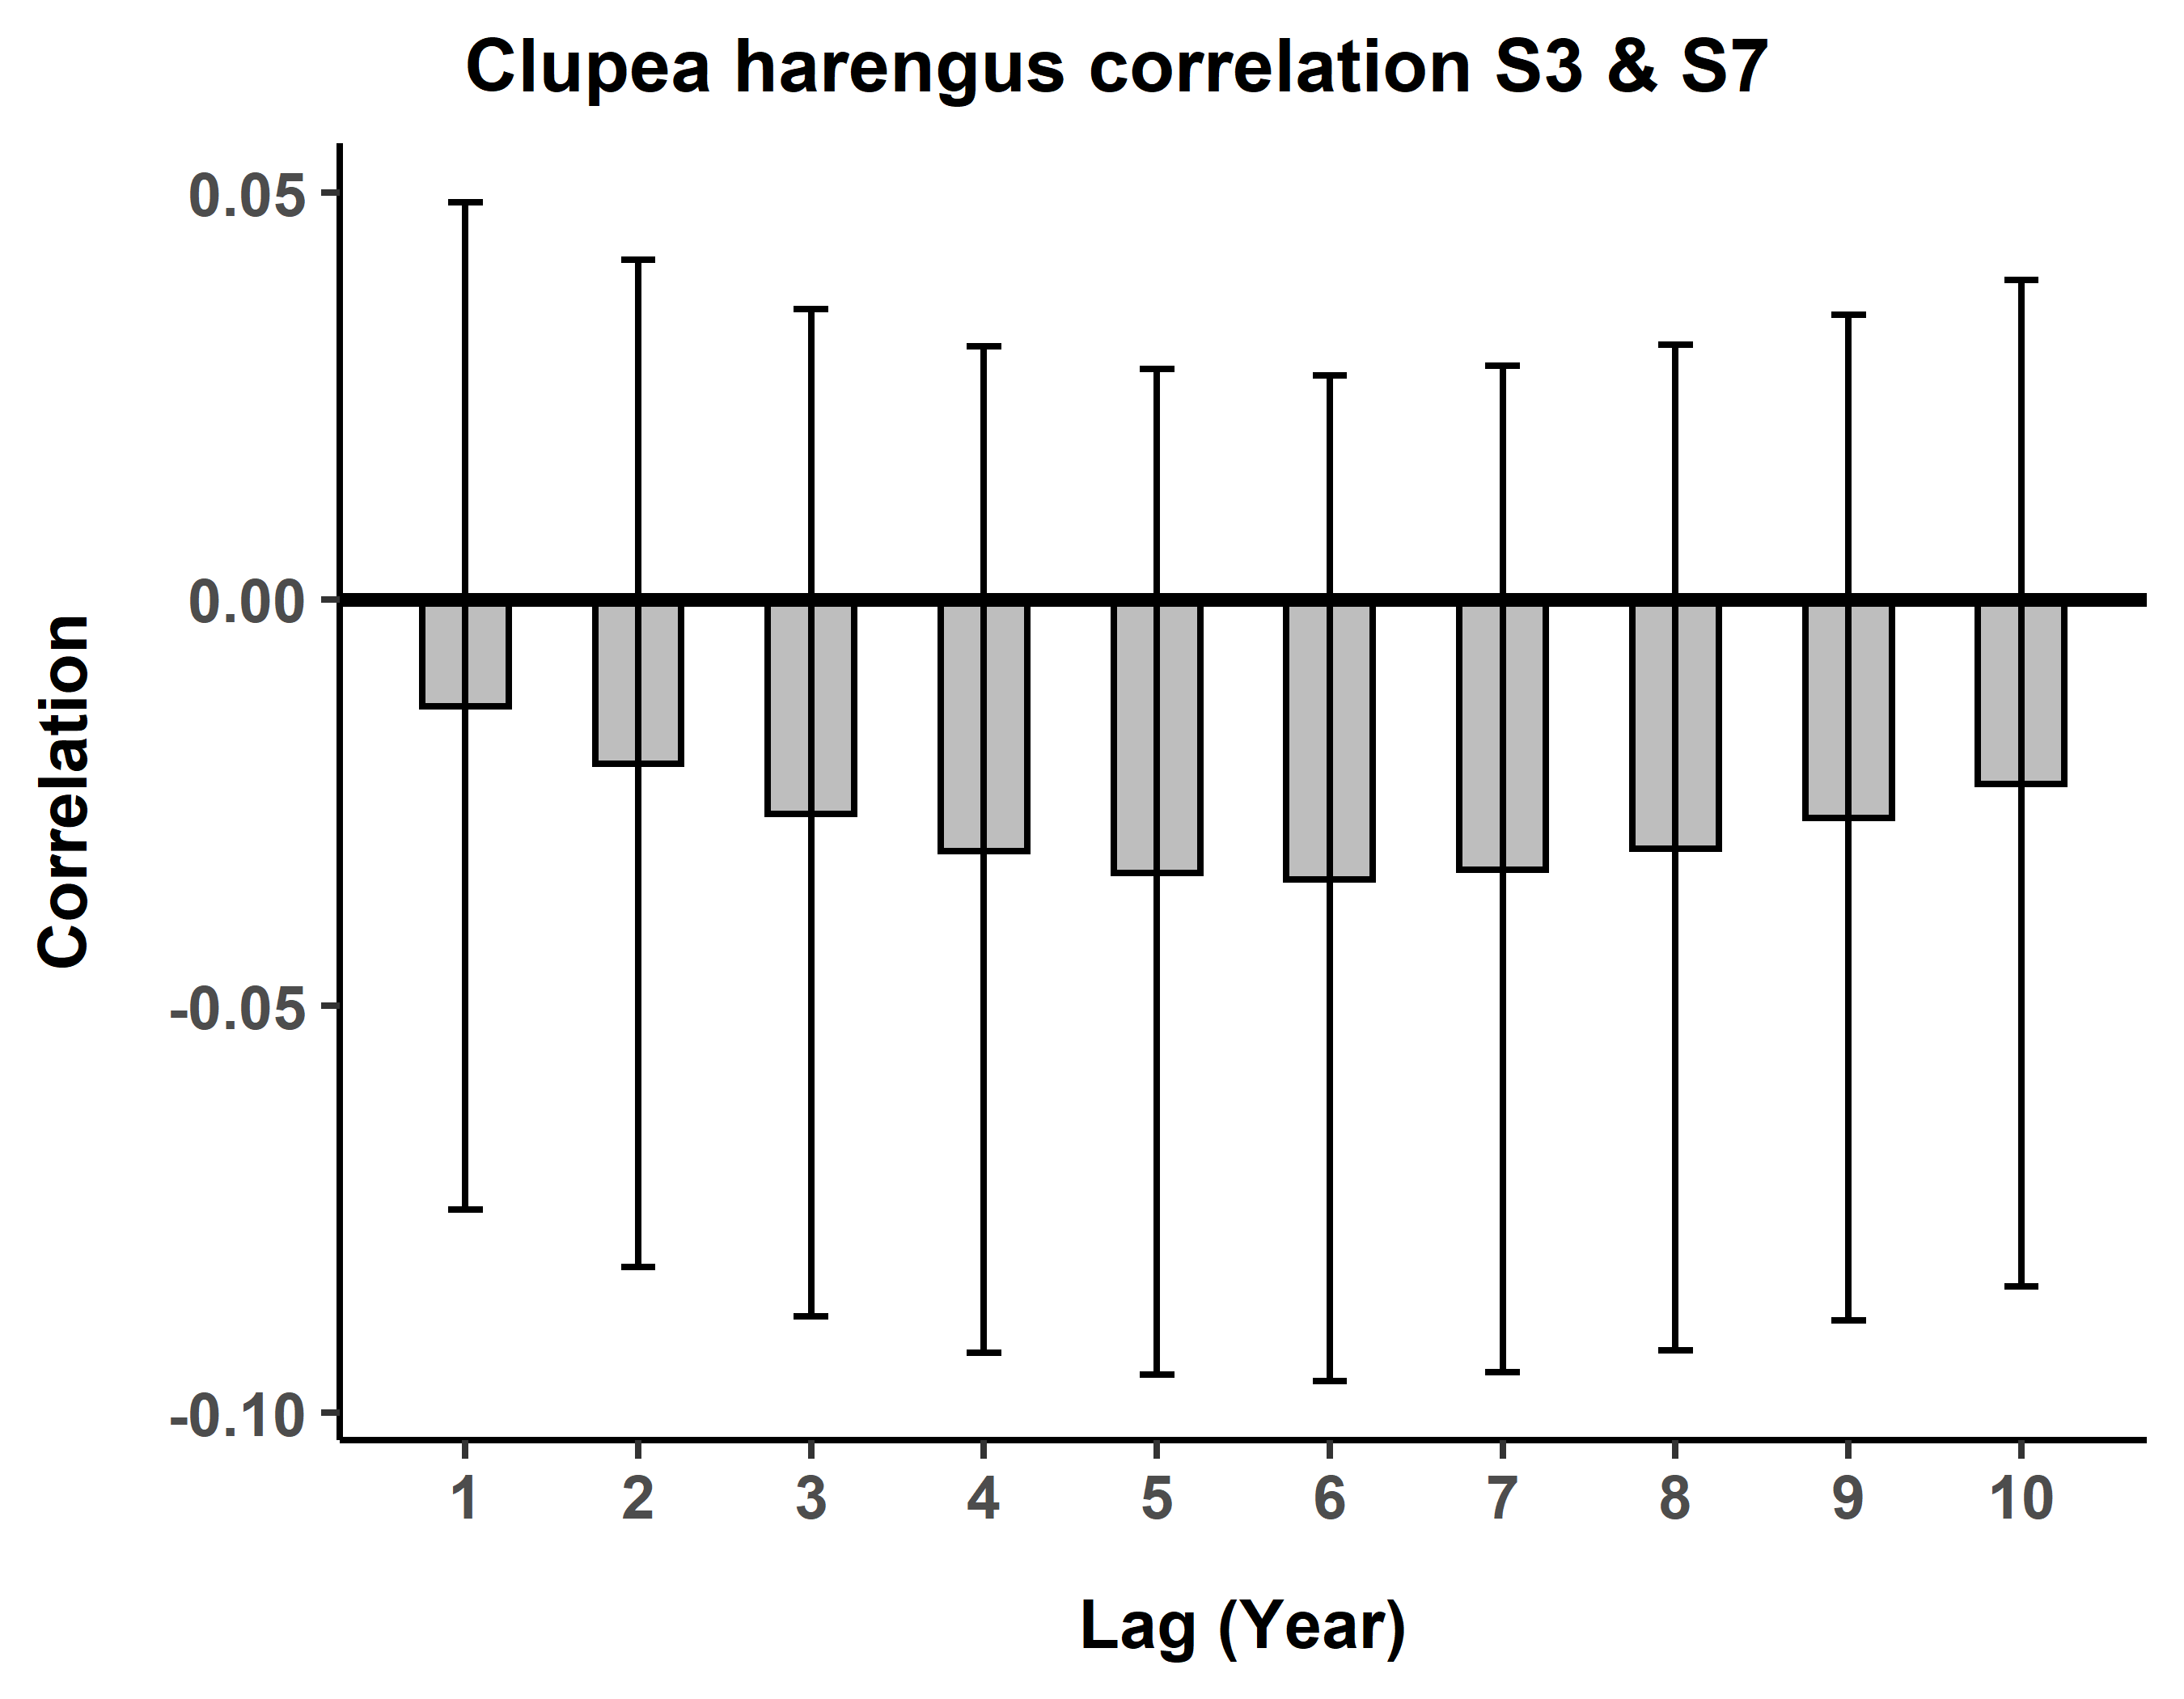 Clupea harengus correlation S3 & S7
0.05
0.00
-0.05
-0.10
Correlation
1 2 3 4 5 6 7 8 9 10
Lag (Year)